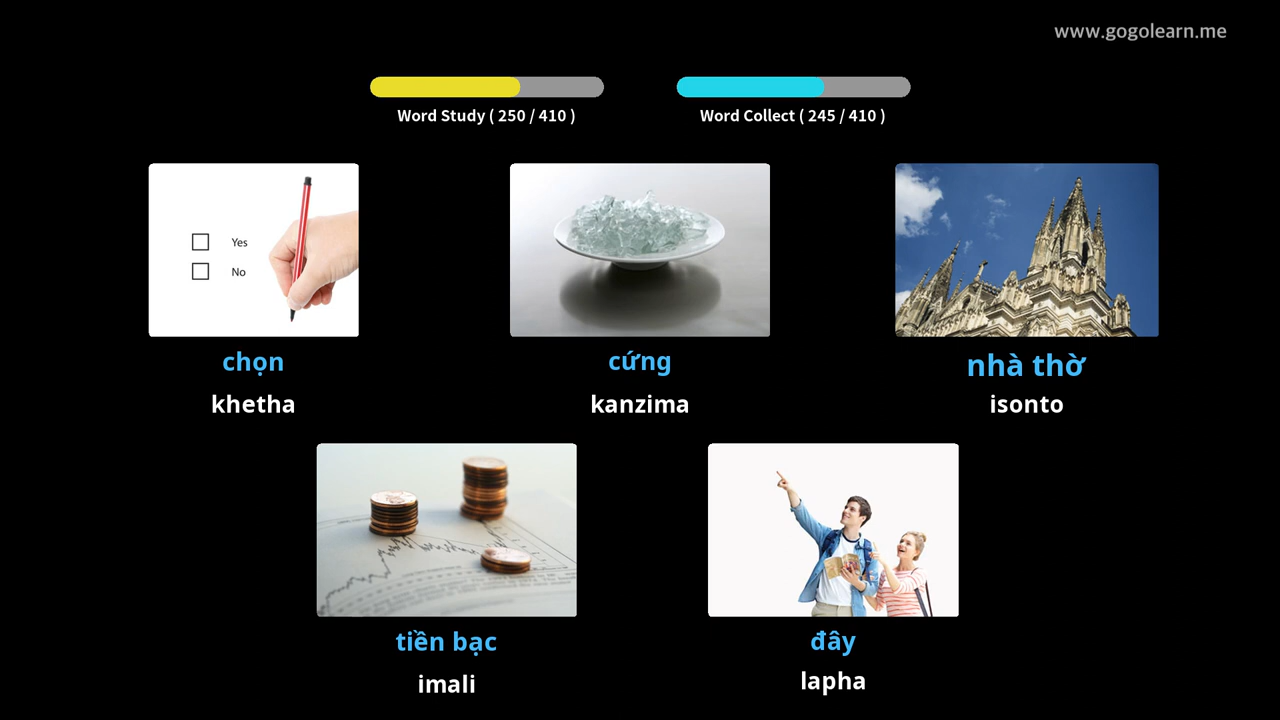 www.gogolearn.me
Word Study ( 250 / 410 )
Word Collect ( 245 / 410 )
Yes
No
chọn
khetha
cứng
kanzima
nhà thờ
isonto
tiền bạc
imali
đây
lapha